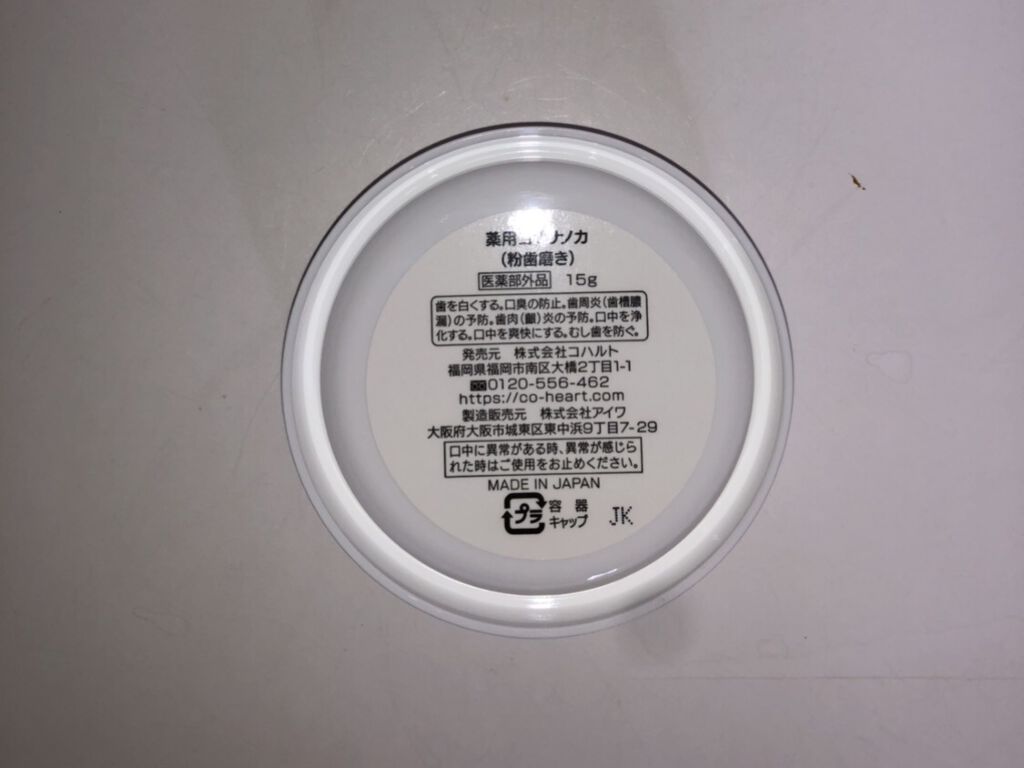 薬用 ナノカ
(粉歯磨き)
医薬部外品 15g
歯を白くする。口臭の防止。歯周炎(歯槽膿
漏)の予防。歯肉(齦)炎の予防。口中を浄
化する。口中を爽快にする。むし歯を防ぐ。
発売元 株式会社コハルト
福岡県福岡市南区大橋2丁目1-1
0120-556-462
https://co-heart.com
製造販売元 株式会社アイワ
大阪府大阪市城東区東中浜9丁目7-29
口中に異常がある時、異常が感じら
れた時はご使用をお止めください。
MADE IN JAPAN
プラ 容器
キャップ JK